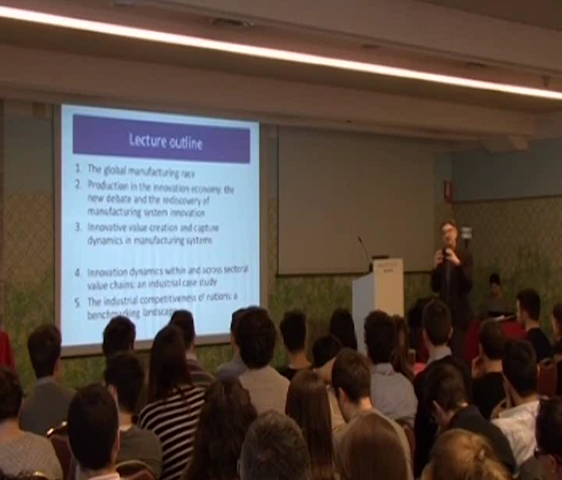 Lecture outline
1. The global manufacturing race
2. Production in the innovation economy: the
new debate and the rediscovery of
manufacturing system innovation
3. Innovative value creation and capture
dynamics in manufacturing systems
4. Innovation dynamics within and across sectoral
value chains: an industrial case study
5. The industrial competitiveness of nations: a
benchmarking landscape